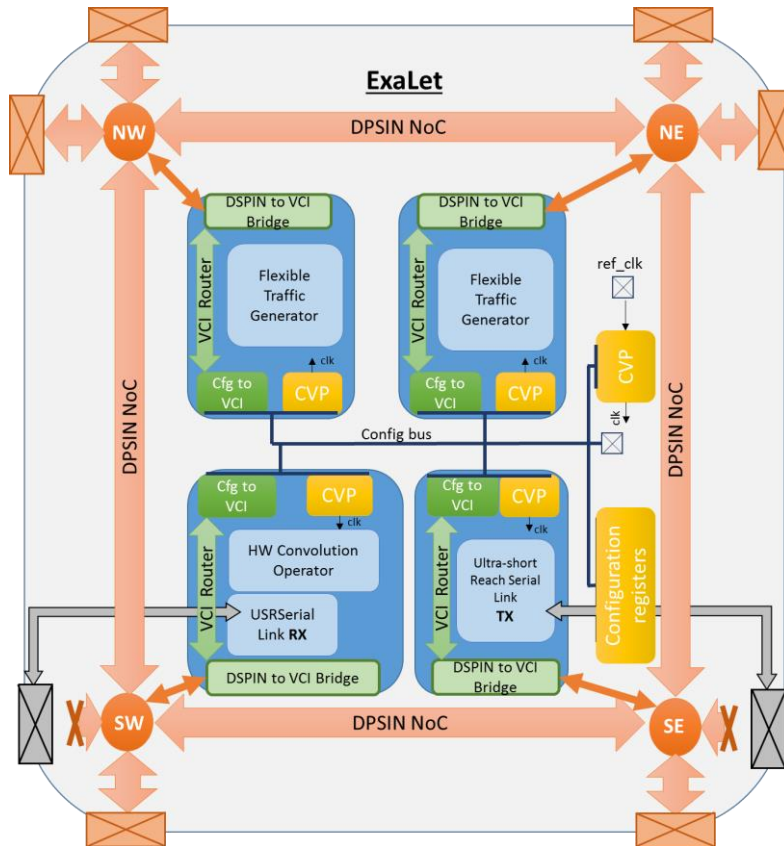 ExaLet
NW
DPSIN NoC
NE
DSPIN to VCI
Bridge
DSPIN to VCI
Bridge
VCI Router
Flexible
Traffic
Generator
VCI Router
Flexible
Traffic
Generator
ref_clk
clk
clk
Cfg to
VCI
CVP
Cfg to
VCI
CVP
CVP
clk
DPSIN NoC
DPSIN NoC
Config bus
Cfg to
VCI
CVP
Cfg to
VCI
CVP
clk
clk
VCI Router
HW Convolution
Operator
USRSerial
Link RX
VCI Router
Ultra-short
Reach Serial
Link
TX
Configuration
registers
DSPIN to VCI Bridge
DSPIN to VCI
Bridge
SW
DPSIN NoC
SE